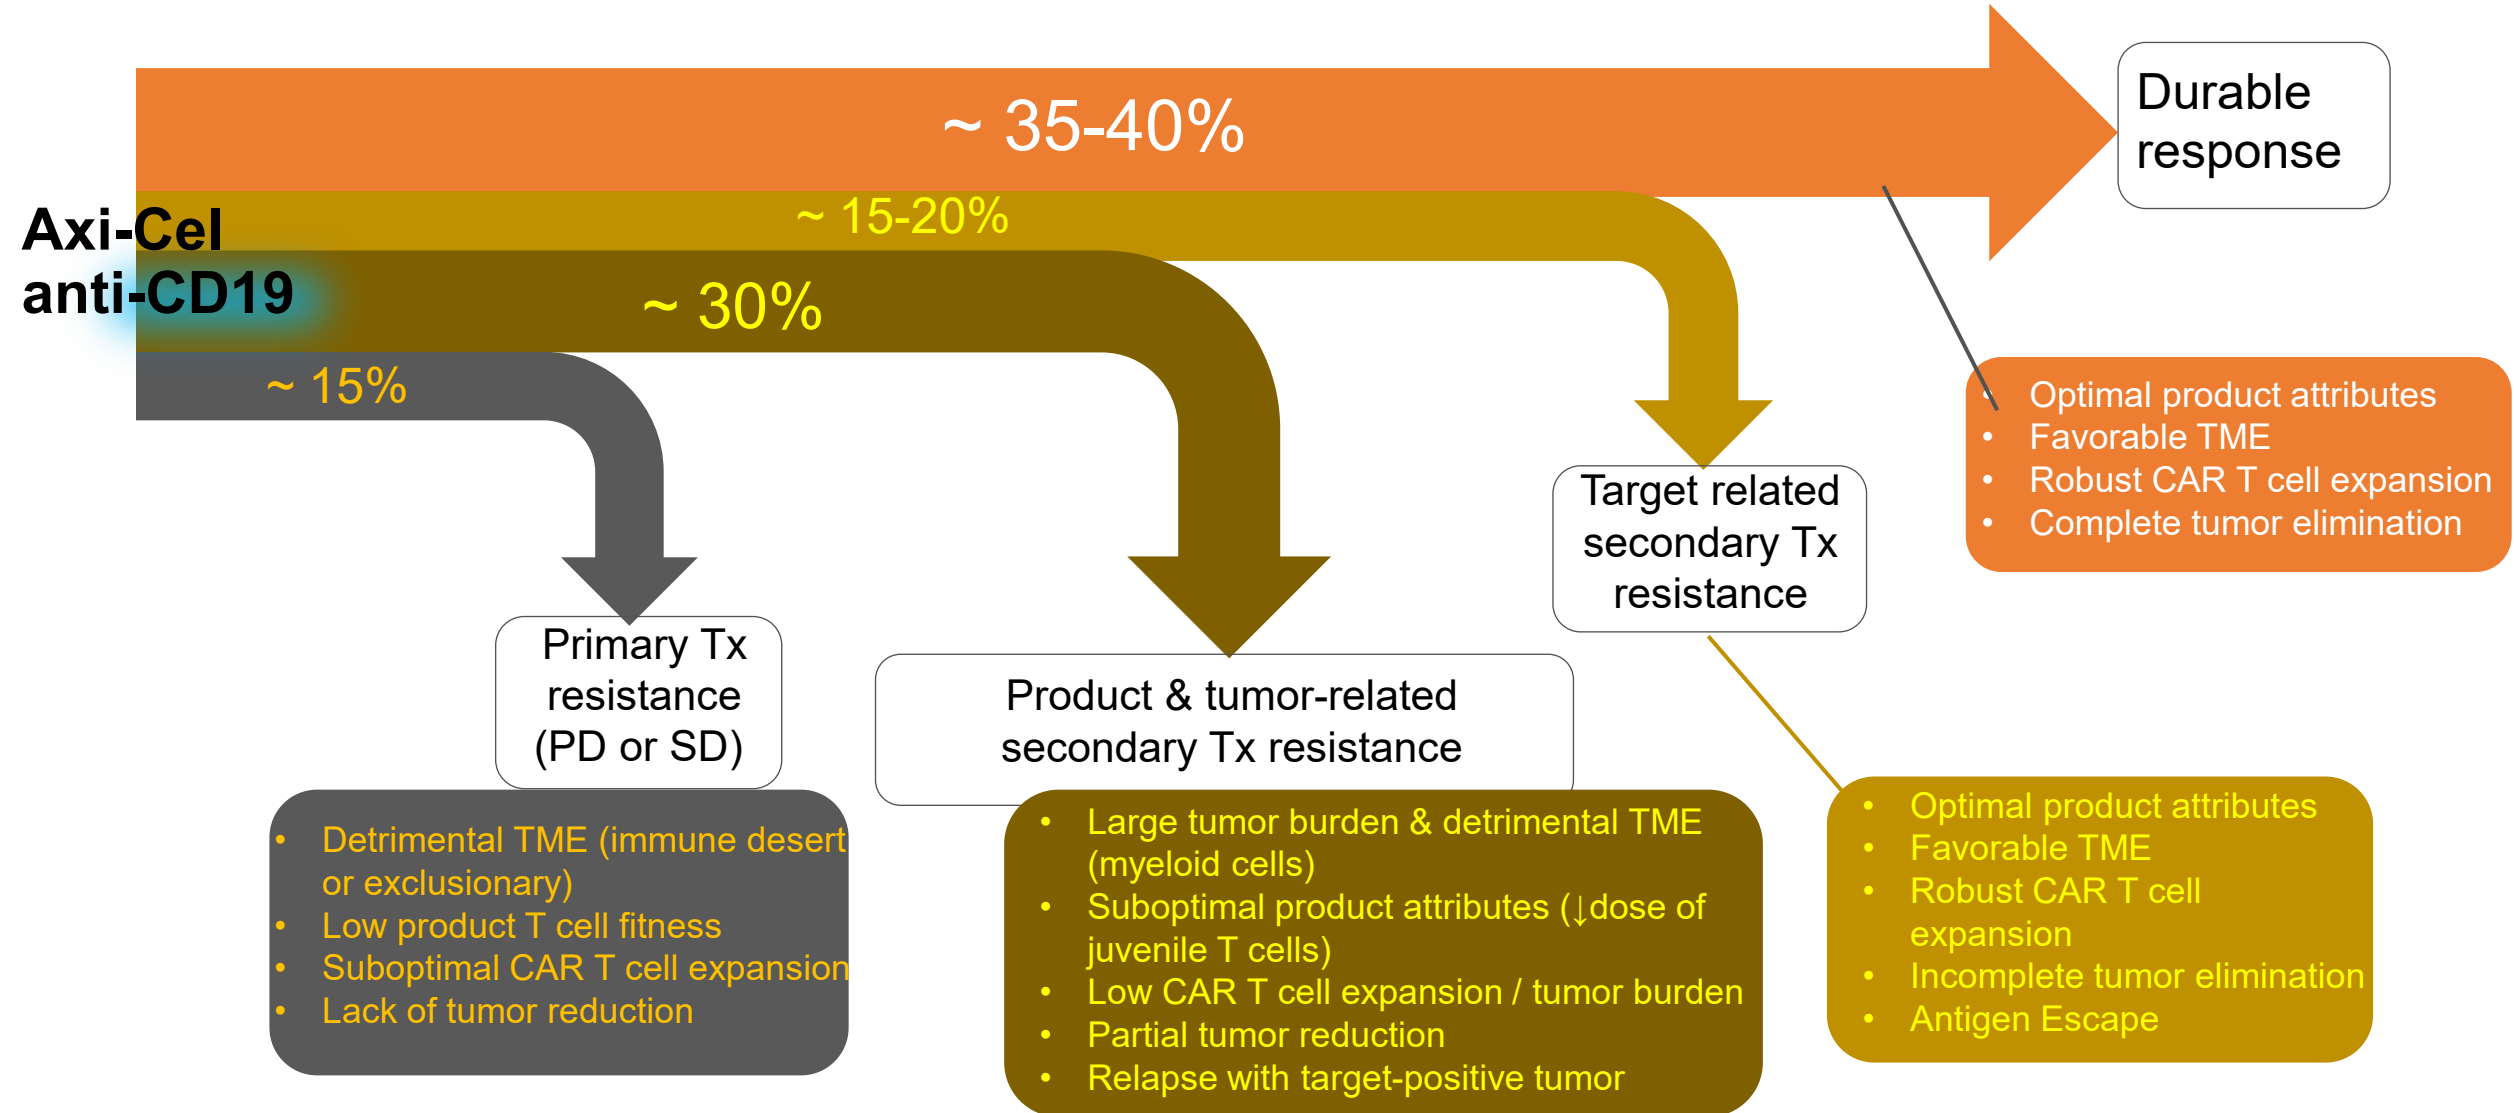 ~ 35-40%
Durable
response
~ 15-20%
Axi-Cel
anti-CD19
~ 30%
~ 15%
• Optimal product attributes
• Favorable TME
• Robust CAR T cell expansion
• Complete tumor elimination
Target related
secondary Tx
resistance
Primary Tx
resistance
(PD or SD)
Product & tumor-related
secondary Tx resistance
• Detrimental TME (immune desert
or exclusionary)
• Low product T cell fitness
• Suboptimal CAR T cell expansion
• Lack of tumor reduction
• Large tumor burden & detrimental TME
(myeloid cells)
• Suboptimal product attributes (↓dose of
juvenile T cells)
• Low CAR T cell expansion / tumor burden
• Partial tumor reduction
• Relapse with target-positive tumor
• Optimal product attributes
• Favorable TME
• Robust CAR T cell
expansion
• Incomplete tumor elimination
• Antigen Escape